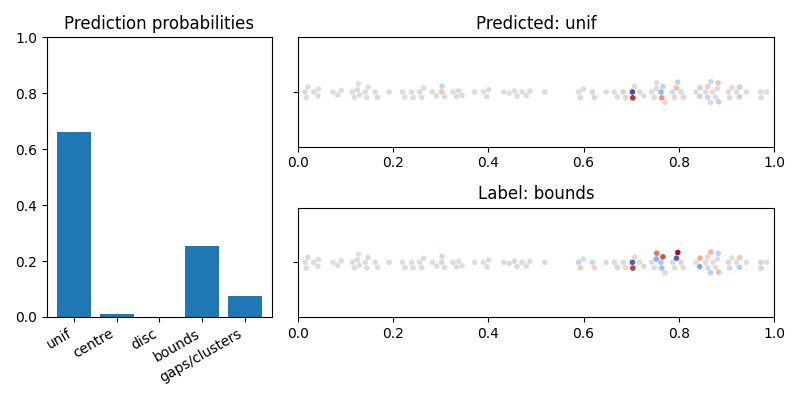 Prediction probabilities
1.0
0.8
0.6
0.4
0.2
0.0
unif
centre
disc
bounds
gaps/clusters
Predicted: unif
0.0 0.2 0.4 0.6 0.8 1.0
Label: bounds
0.0 0.2 0.4 0.6 0.8 1.0